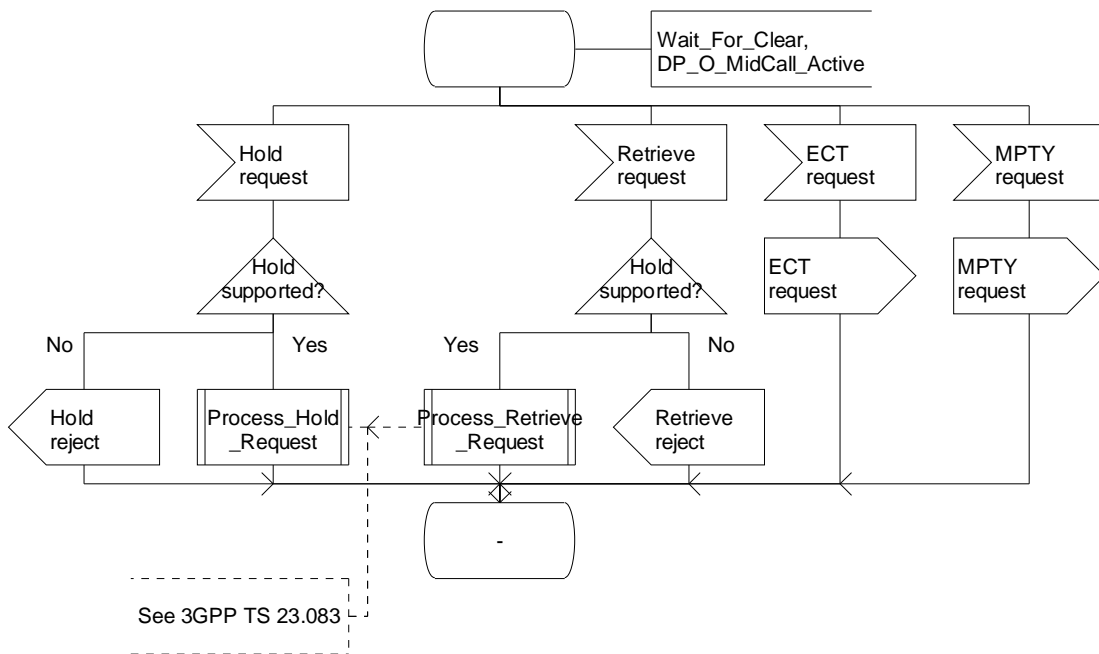 Wait_For_Clear,
DP_O_MidCall_Active
Hold
request
Retrieve
request
ECT
request
MPTY
request
Hold
supported?
Hold
supported?
ECT
request
MPTY
request
No
Yes
Yes
No
Hold
reject
Process_Hold
_Request
Process_Retrieve
_Request
Retrieve
reject
-
See 3GPP TS 23.083